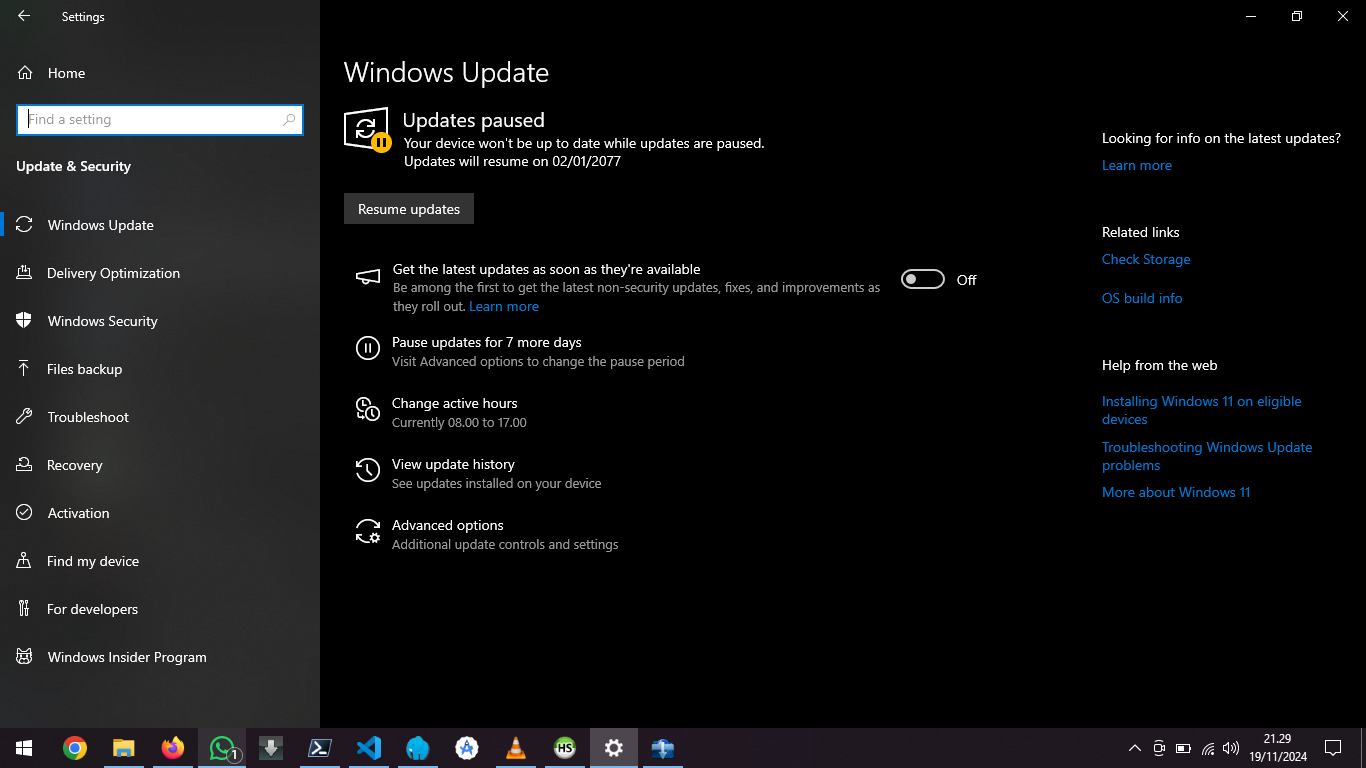 Settings
Home
Find a setting
Update & Security
Windows Update
Delivery Optimization
Windows Security
Files backup
Troubleshoot
Recovery
Activation
Find my device
For developers
Windows Insider Program
Windows Update
Updates paused
Your device won't be up to date while updates are paused.
Updates will resume on 02/01/2077
Resume updates
Get the latest updates as soon as they're available
Be among the first to get the latest non-security updates, fixes, and improvements as
they roll out. Learn more
Off
Pause updates for 7 more days
Visit Advanced options to change the pause period
Change active hours
Currently 08.00 to 17.00
View update history
See updates installed on your device
Advanced options
Additional update controls and settings
Looking for info on the latest updates?
Learn more
Related links
Check Storage
OS build info
Help from the web
Installing Windows 11 on eligible
devices
Troubleshooting Windows Update
problems
More about Windows 11
1
HS
21.29
19/11/2024